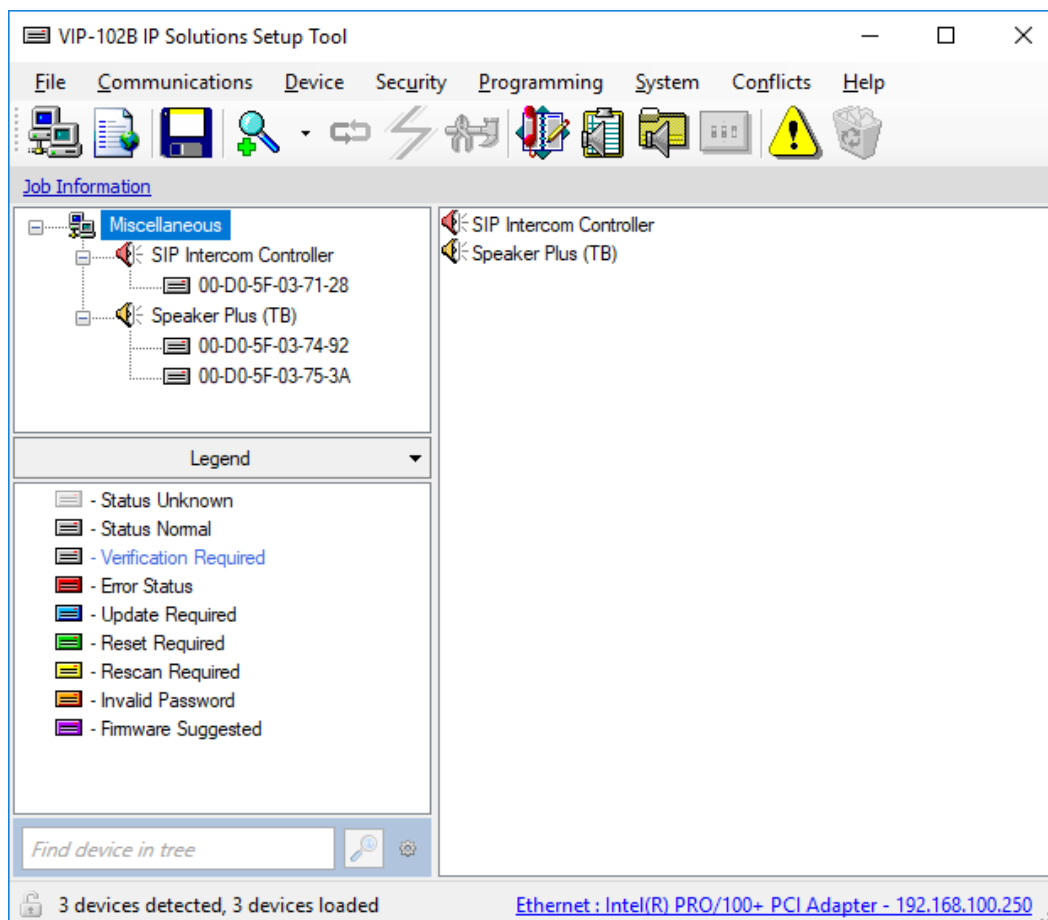 VIP-102B IP Solutions Setup Tool
File Communications Device Security Programming System Conflicts Help
Job Information
Miscellaneous
SIP Intercom Controller
00-D0-5F-03-71-28
Speaker Plus (TB)
00-D0-5F-03-74-92
00-D0-5F-03-75-3A
SIP Intercom Controller
Speaker Plus (TB)
Legend
- Status Unknown
- Status Normal
- Verification Required
- Error Status
- Update Required
- Reset Required
- Rescan Required
- Invalid Password
- Firmware Suggested
Find device in tree
3 devices detected, 3 devices loaded
Ethernet : Intel(R) PRO/100+ PCI Adapter - 192.168.100.250